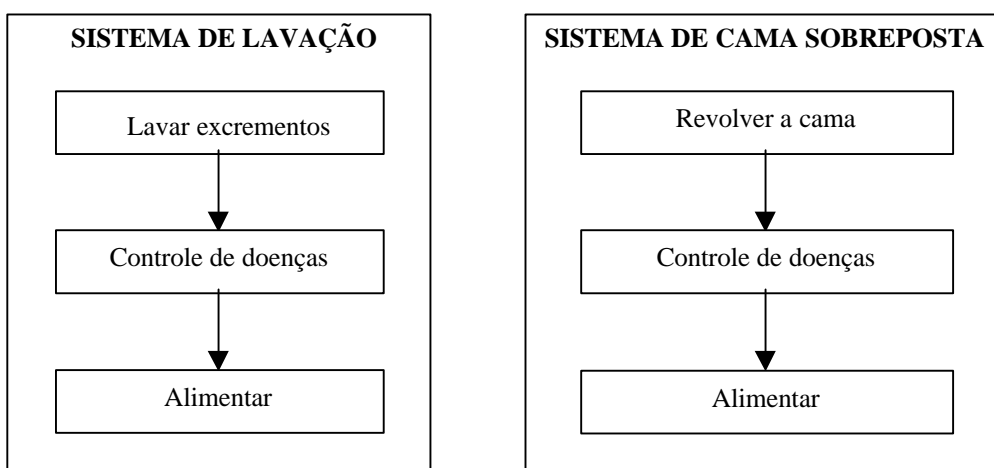 SISTEMA DE LAVAÇÃO
Lavar excrementos
Controle de doenças
Alimentar
SISTEMA DE CAMA SOBREPOSTA
Revolver a cama
Controle de doenças
Alimentar